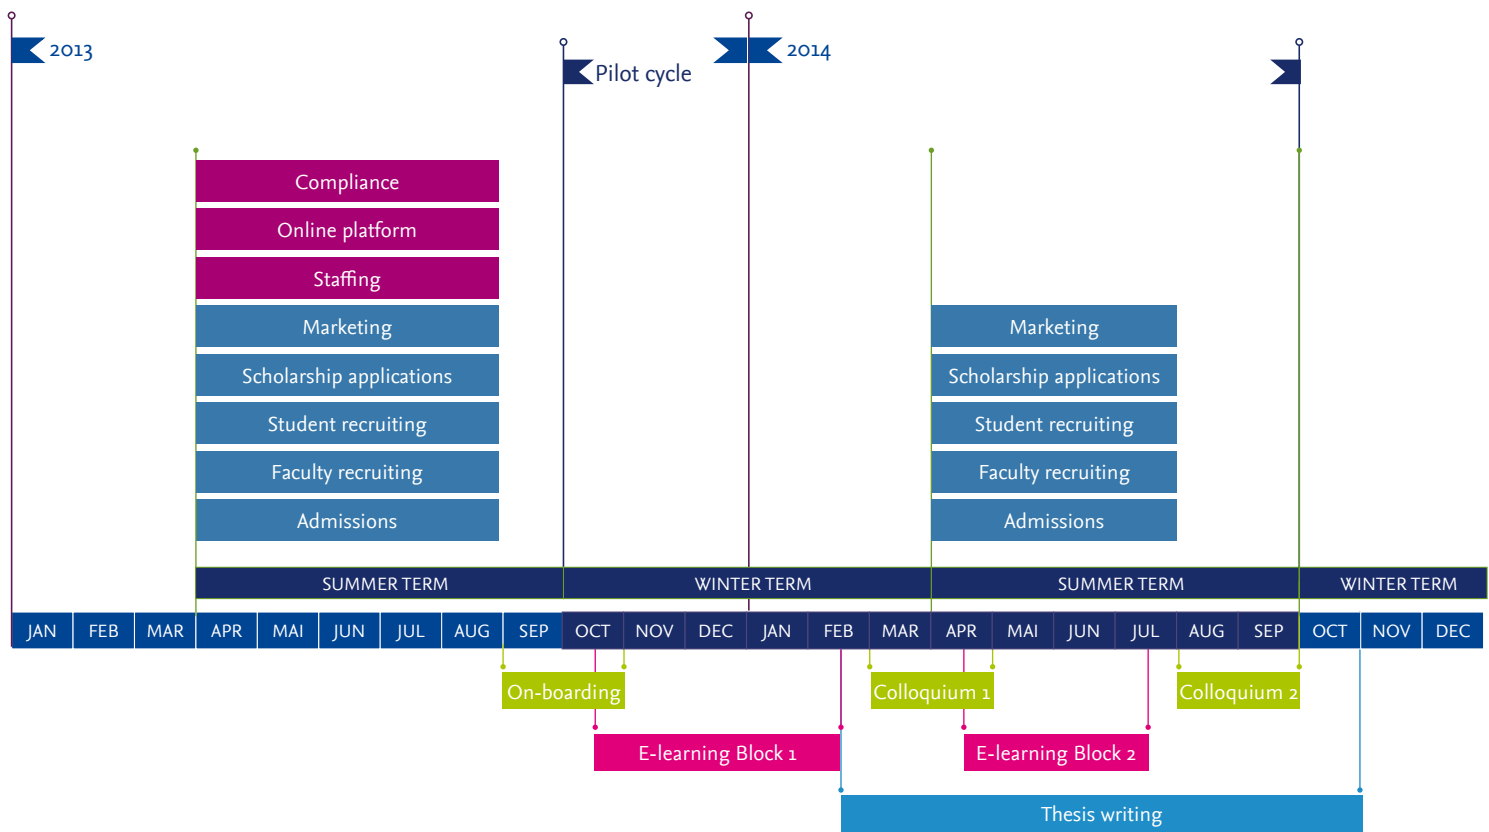 2013
2014
Pilot cycle
Compliance
Online platform
Staffing
Marketing
Scholarship applications
Student recruiting
Faculty recruiting
Admissions
Marketing
Scholarship applications
Student recruiting
Faculty recruiting
Admissions
SUMMER TERM WINTER TERM SUMMER TERM WINTER TERM
JAN FEB MAR APR MAI JUN JUL AUG SEP OCT NOV DEC JAN FEB MAR APR MAI JUN JUL AUG SEP OCT NOV DEC
On-boarding Colloquium 1 Colloquium 2
E-learning Block 1 E-learning Block 2
Thesis writing